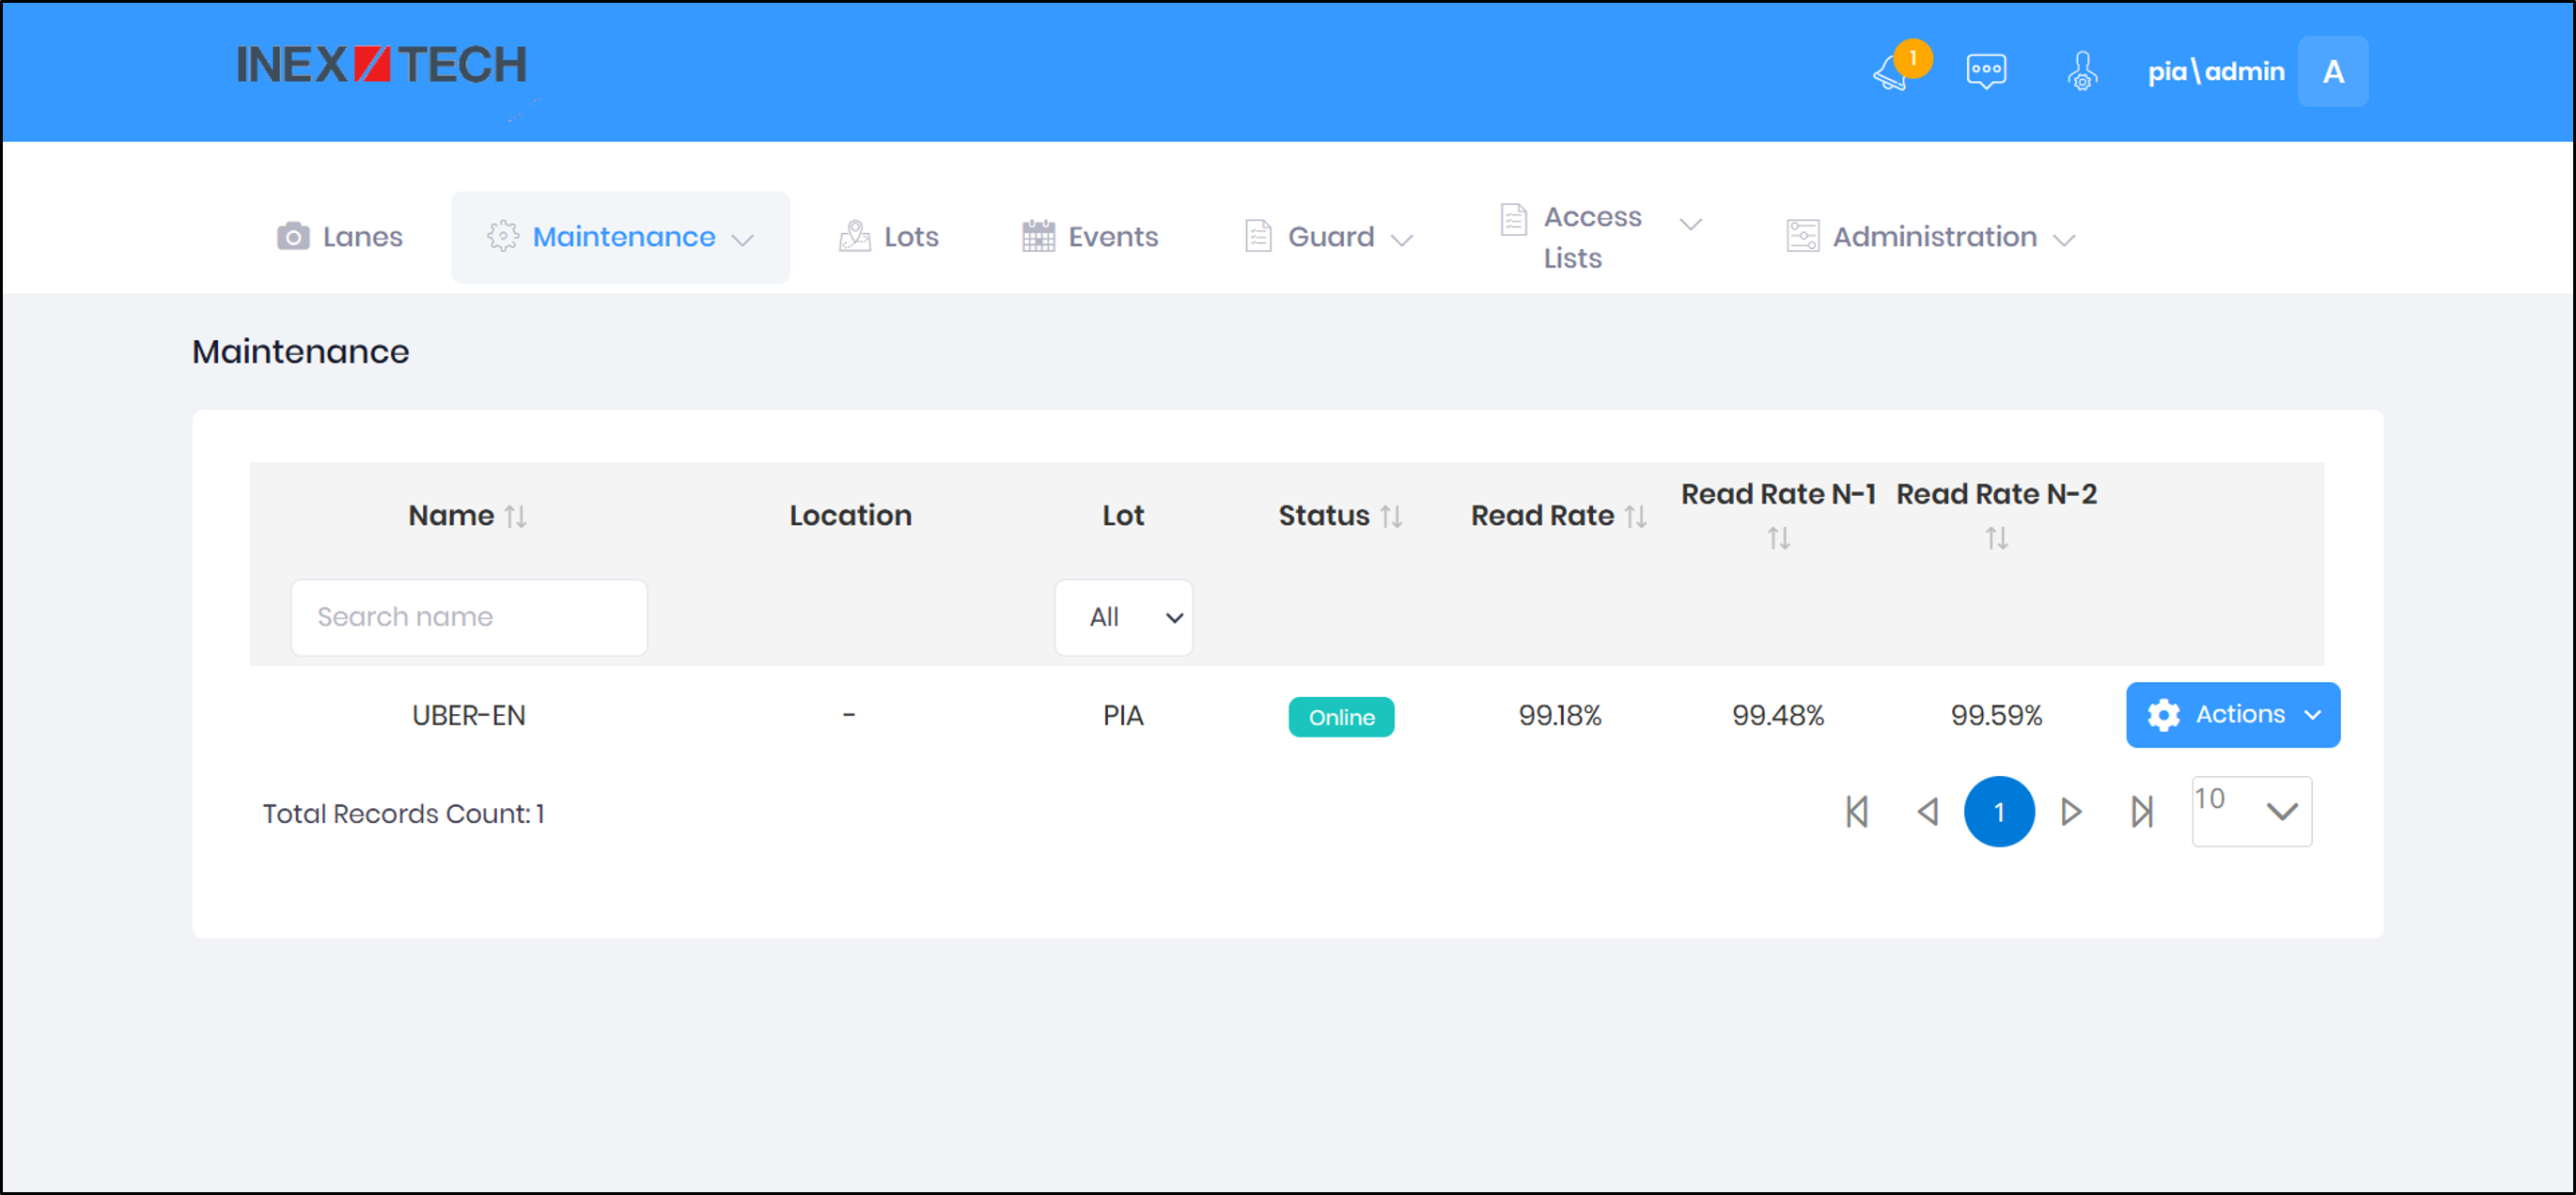 INEX TECH
1
pia\admin
A
Lanes
Maintenance
Lots
Events
Guard
Access
Lists
Administration
Maintenance
Name
Location
Lot
Status
Read Rate
Read Rate N-1
Read Rate N-2
Search name
All
UBER-EN
-
PIA
Online
99.18%
99.48%
99.59%
Actions
Total Records Count: 1
1
10